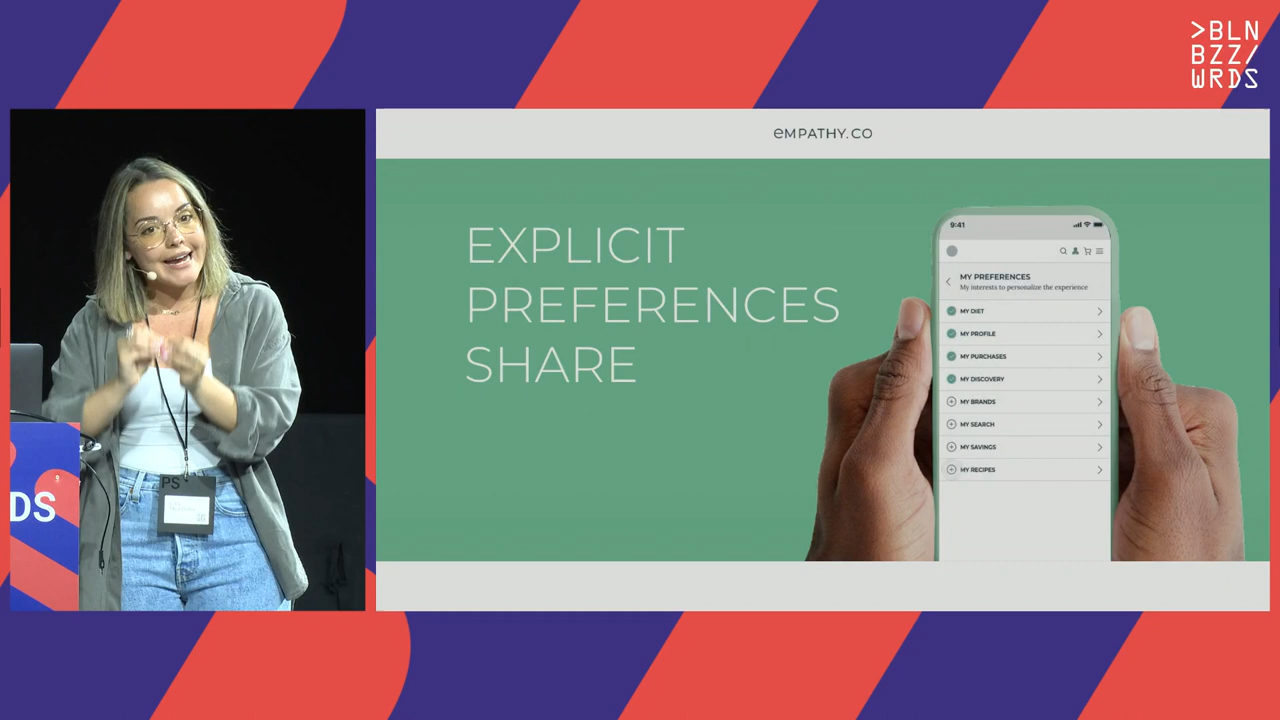 >BLN
BZZ/
WRDS
eMPATHY.CO
EXPLICIT
PREFERENCES
SHARE
9:41
MY PREFERENCES
My interests to personalize the experience
MY DIET
MY PROFILE
MY PURCHASES
MY DISCOVERY
MY BRANDS
MY SEARCH
MY SAVINGS
MY RECIPES
PS
DS